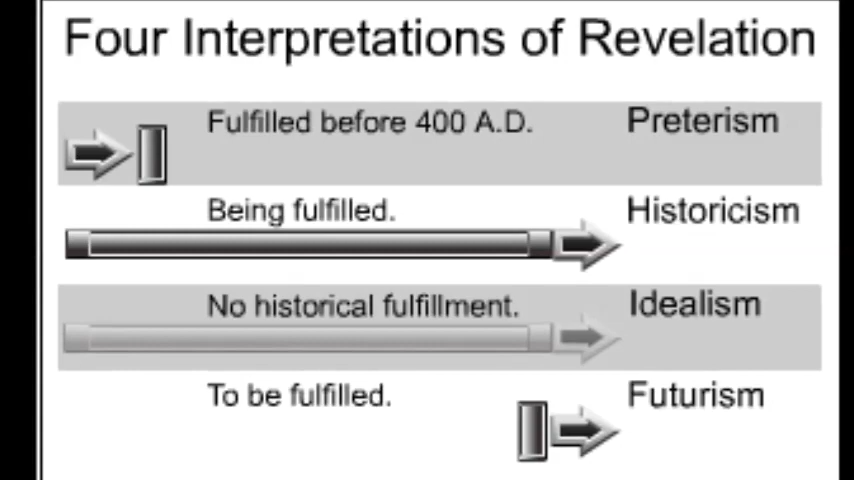 Four Interpretations of Revelation
Fulfilled before 400 A.D. Preterism
Being fulfilled. Historicism
No historical fulfillment. Idealism
To be fulfilled. Futurism